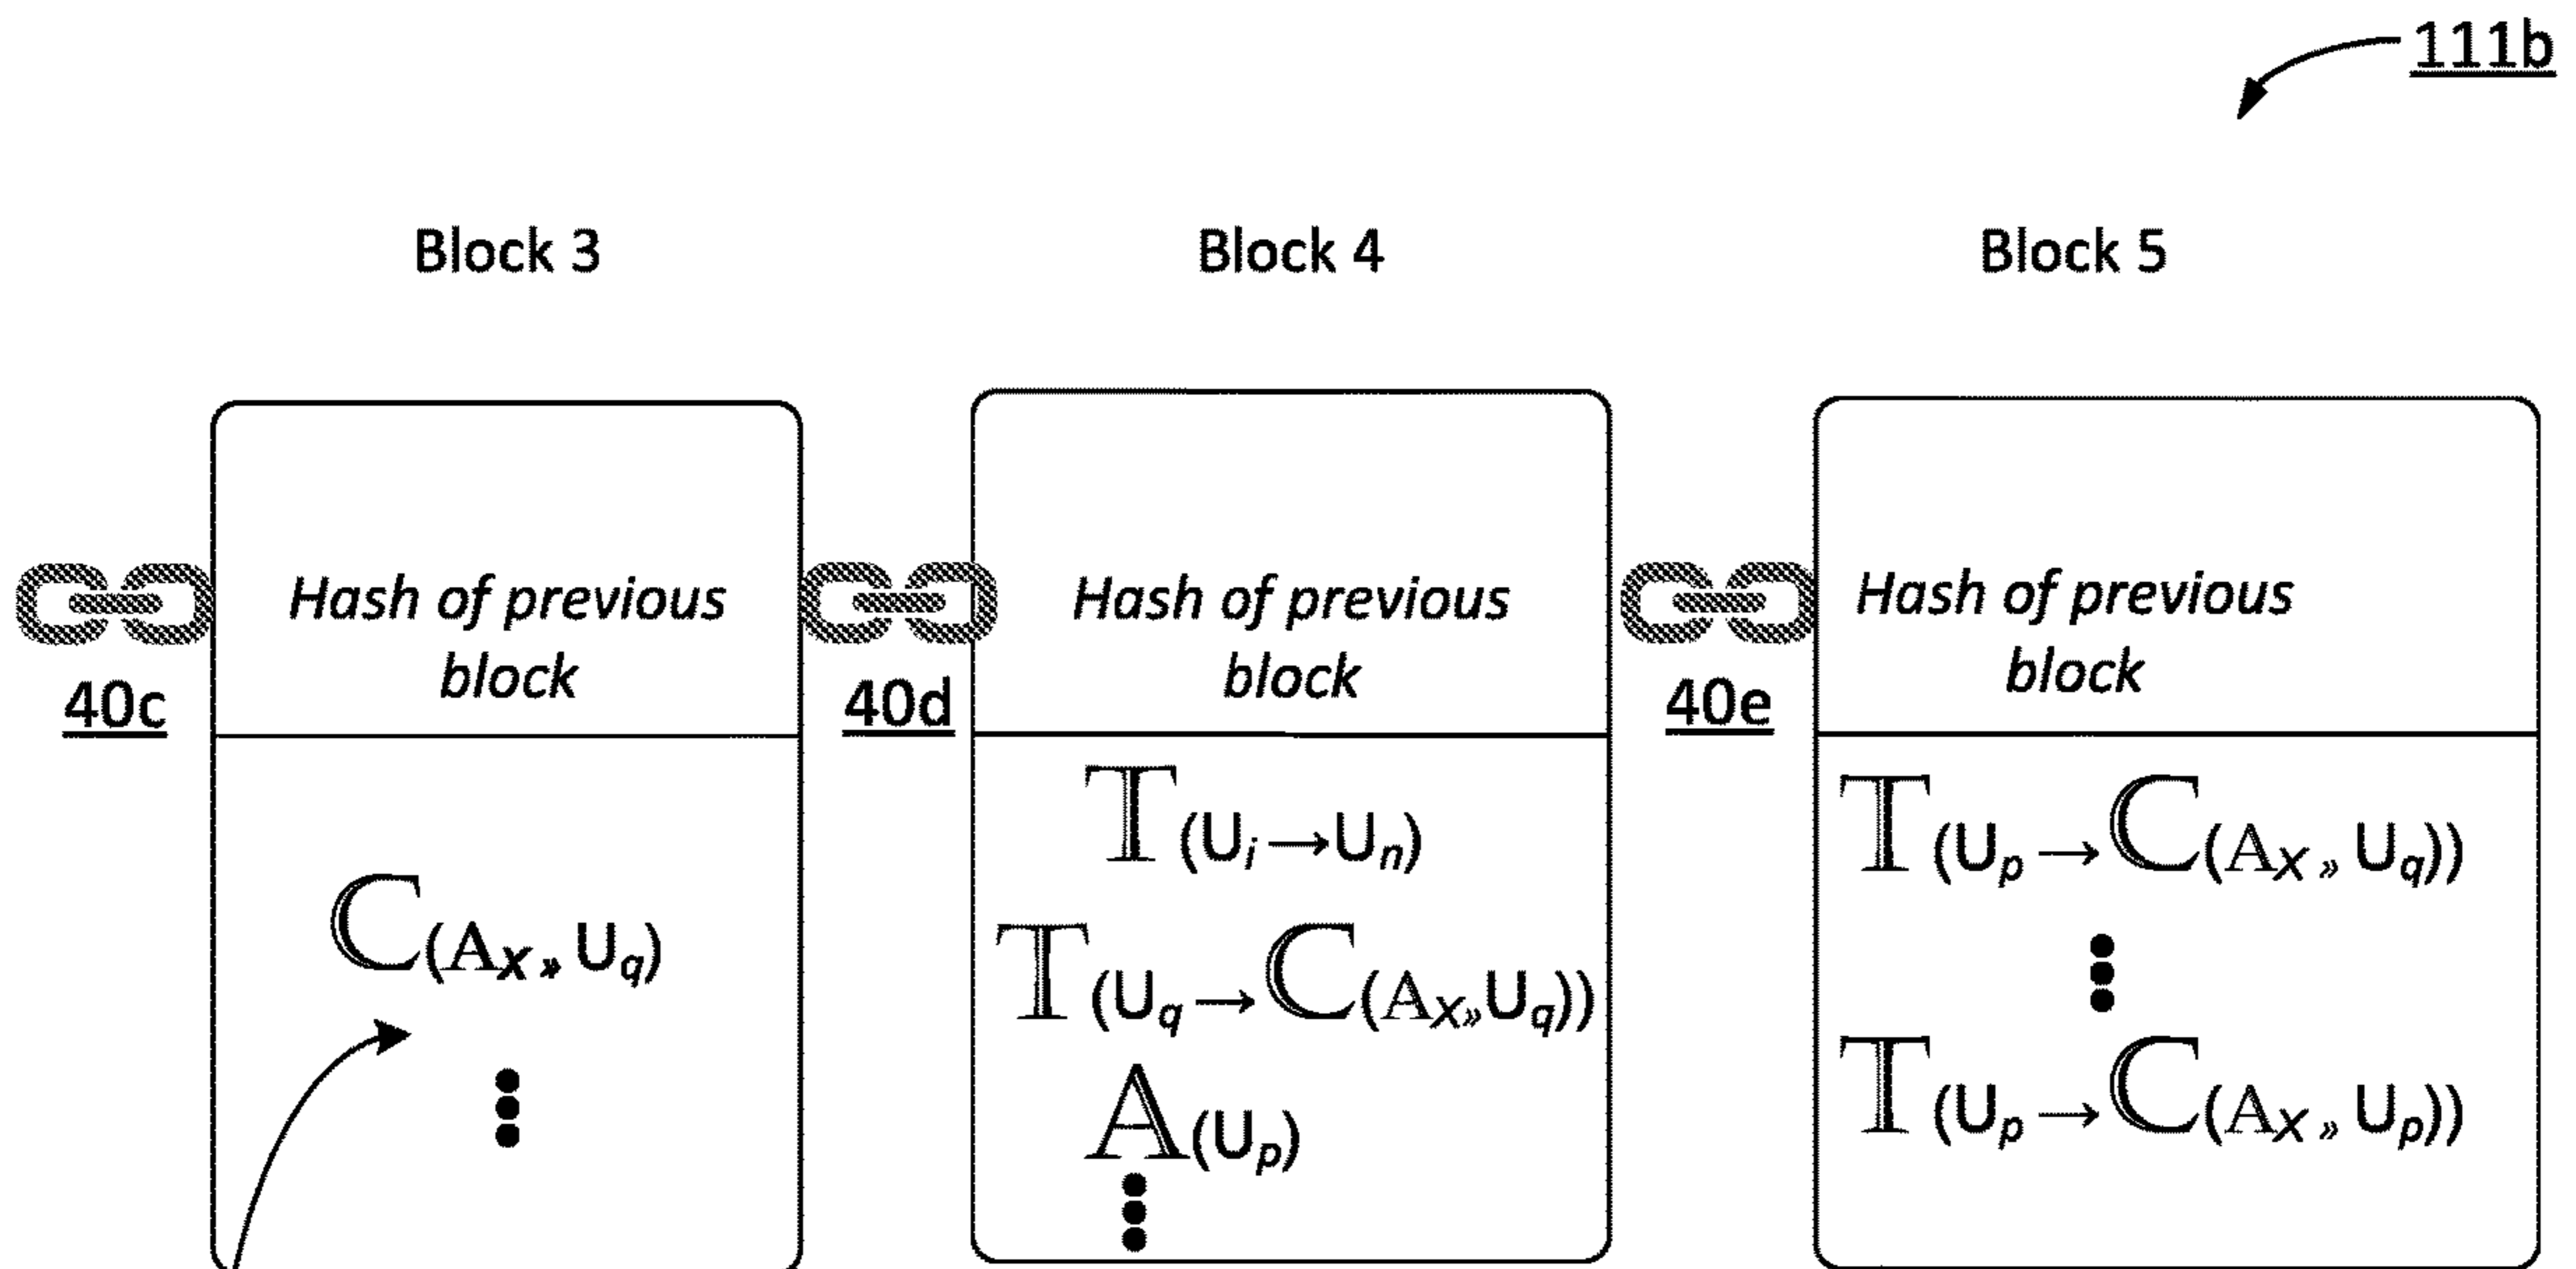 111b
Block 3
Block 4
Block 5
Hash of previous
block
40c
ℂ(𝔸X » Uq)
Hash of previous
block
40d
𝕋(Ui→Un)
𝕋(Uq→ℂ(𝔸X»Uq))
𝔸(Up)
Hash of previous
block
40e
𝕋(Up→ℂ(𝔸X » Uq))
𝕋(Up→ℂ(𝔸X » Up))